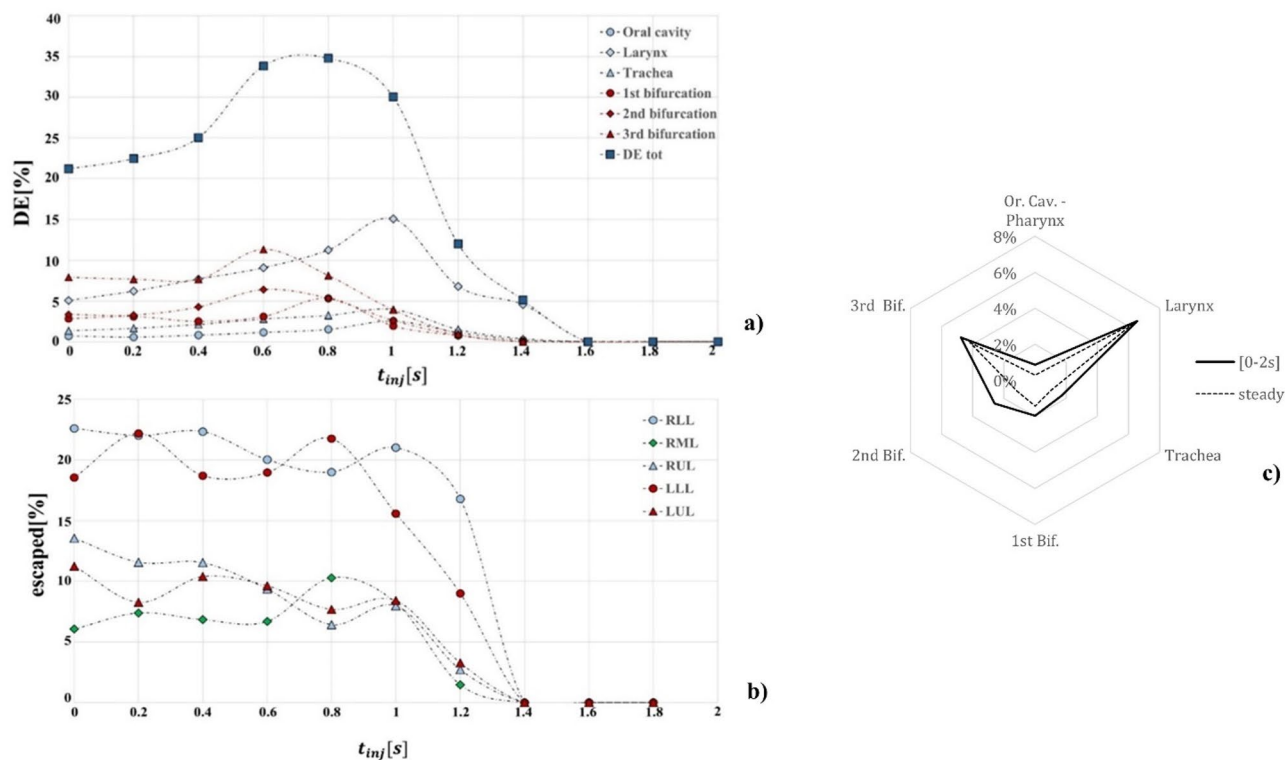 40
35
30
25
20
15
10
5
0
DE[%]
Oral cavity
Larynx
Trachea
1st bifurcation
2nd bifurcation
3rd bifurcation
DE tot
0 0.2 0.4 0.6 0.8 1 1.2 1.4 1.6 1.8 2
t_inj[s]
a)
25
20
15
10
5
0
escaped[%]
RLL
RML
RUL
LLL
LUL
0 0.2 0.4 0.6 0.8 1 1.2 1.4 1.6 1.8 2
t_inj[s]
b)
Or. Cav. -
Pharynx
8%
6%
4%
2%
0%
3rd Bif.
Larynx
2nd Bif.
Trachea
1st Bif.
[0-2s]
steady
c)